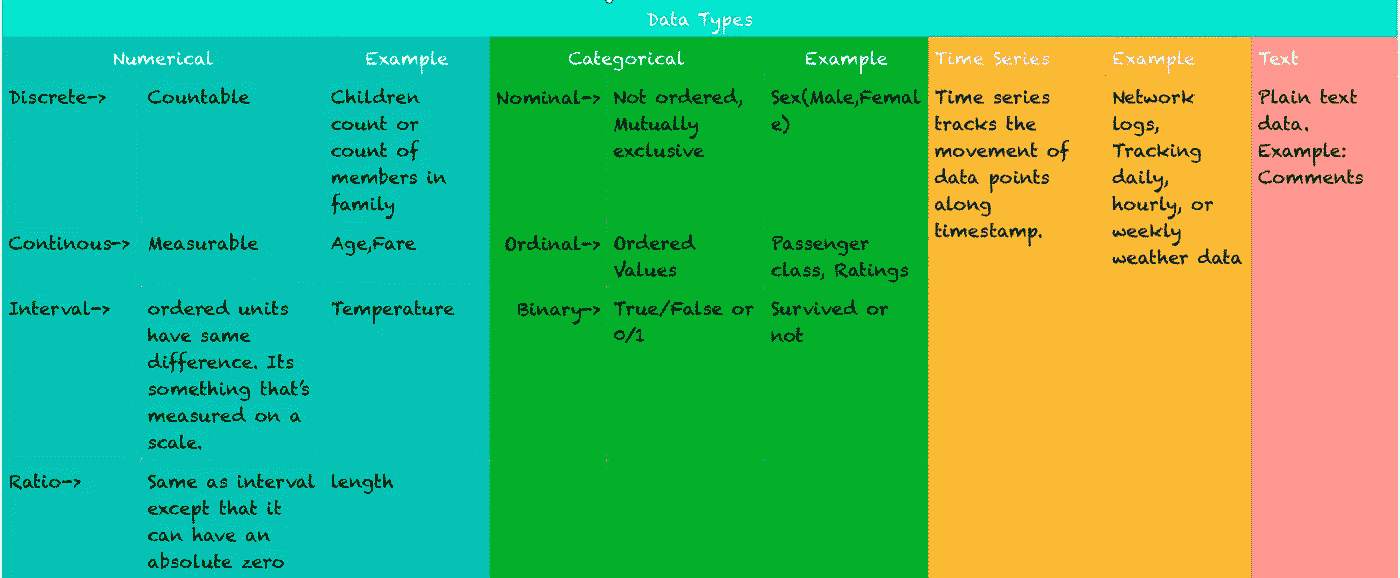 Data Types
Numerical
Example
Categorical
Example
Time Series
Example
Text
Discrete->
Countable
Children
count or
count of
members in
family
Nominal->
Not ordered,
Mutually
exclusive
Sex(Male,Femal
e)
Time series
tracks the
movement of
data points
along
timestamp.
Network
logs,
Tracking
daily,
hourly, or
weekly
weather data
Plain text
data.
Example:
Comments
Continous->
Measurable
Age,Fare
Ordinal->
Ordered
Values
Passenger
class, Ratings
Interval->
ordered units
have same
difference. Its
something that's
measured on a
scale.
Temperature
Binary->
True/False or
0/1
Survived or
not
Ratio->
Same as interval
except that it
can have an
absolute zero
length